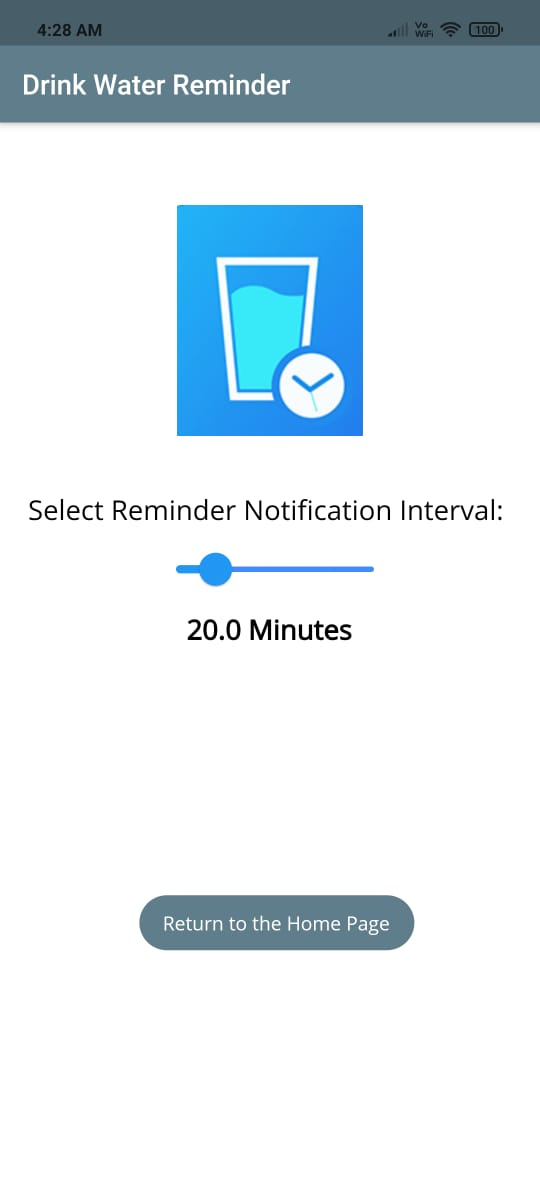 4:28 AM
Vo
WiFi
100
Drink Water Reminder
Select Reminder Notification Interval:
20.0 Minutes
Return to the Home Page